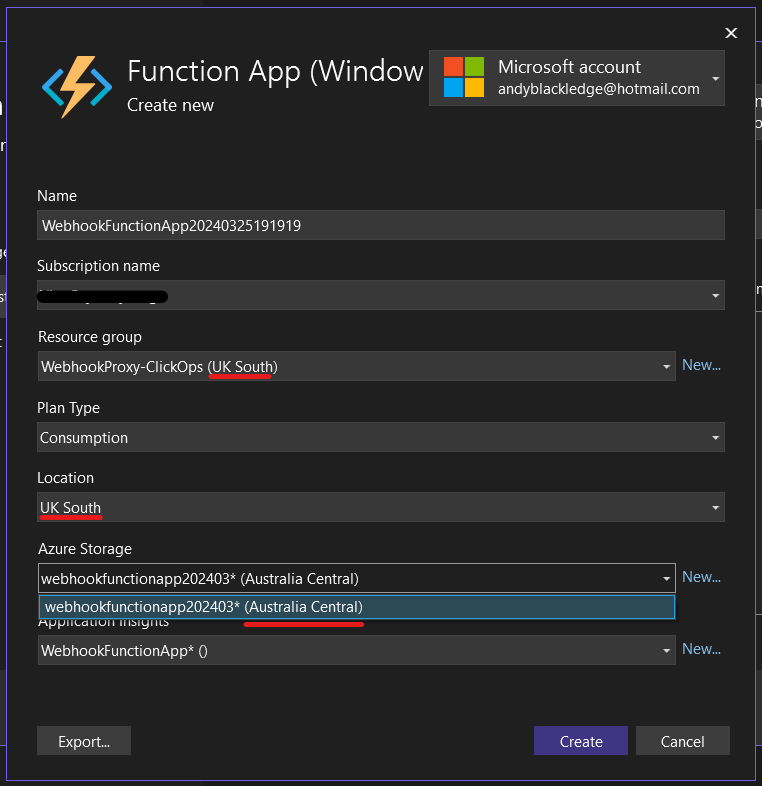 Function App (Window
Create new
Microsoft account
andyblackledge@hotmail.com
Name
WebhookFunctionApp20240325191919
Subscription name
Resource group
WebhookProxy-ClickOps (UK South)
New...
Plan Type
Consumption
Location
UK South
Azure Storage
webhookfunctionapp202403* (Australia Central)
New...
webhookfunctionapp202403* (Australia Central)
Application Insights
WebhookFunctionApp* ()
New...
Export...
Create
Cancel